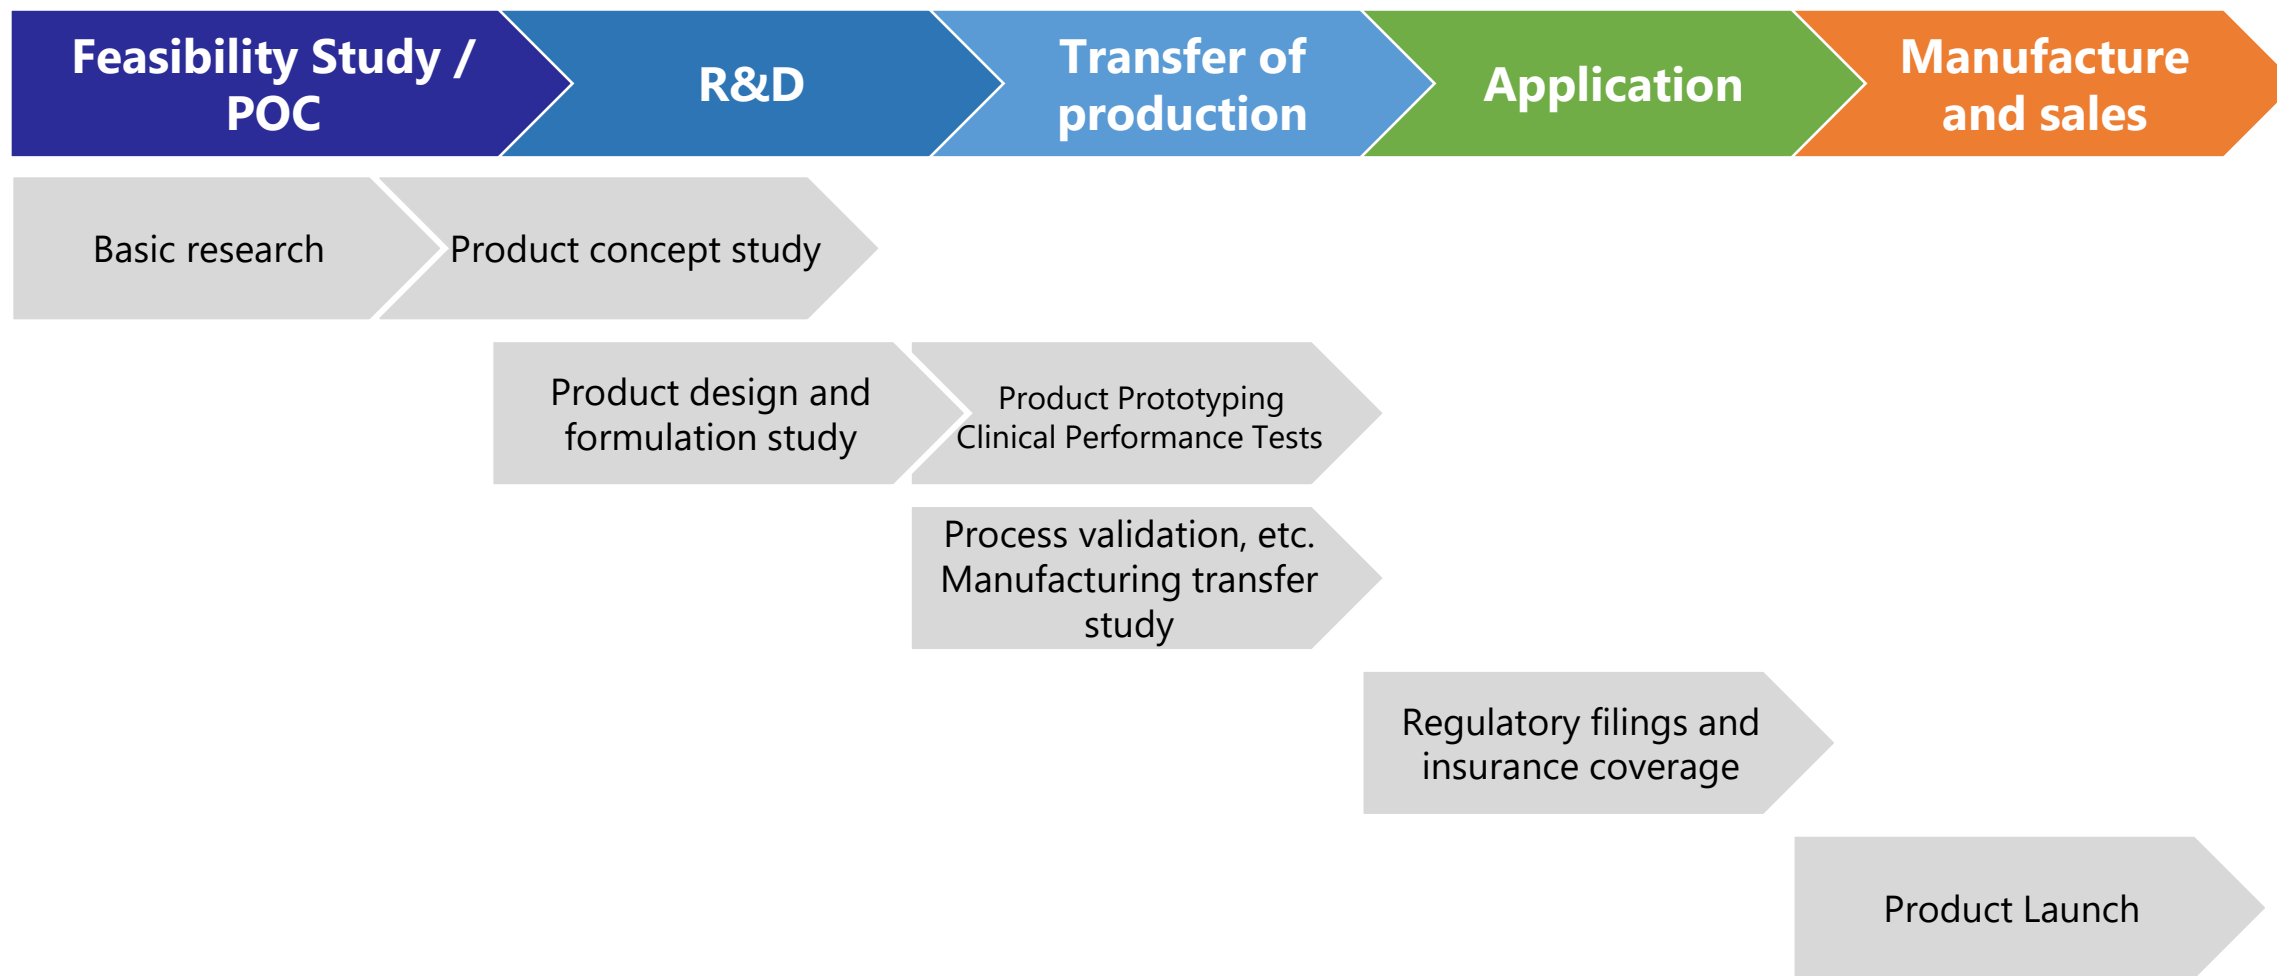 Feasibility Study /
POC
R&D
Transfer of
production
Application
Manufacture
and sales
Basic research
Product concept study
Product design and
formulation study
Product Prototyping
Clinical Performance Tests
Process validation, etc.
Manufacturing transfer
study
Regulatory filings and
insurance coverage
Product Launch